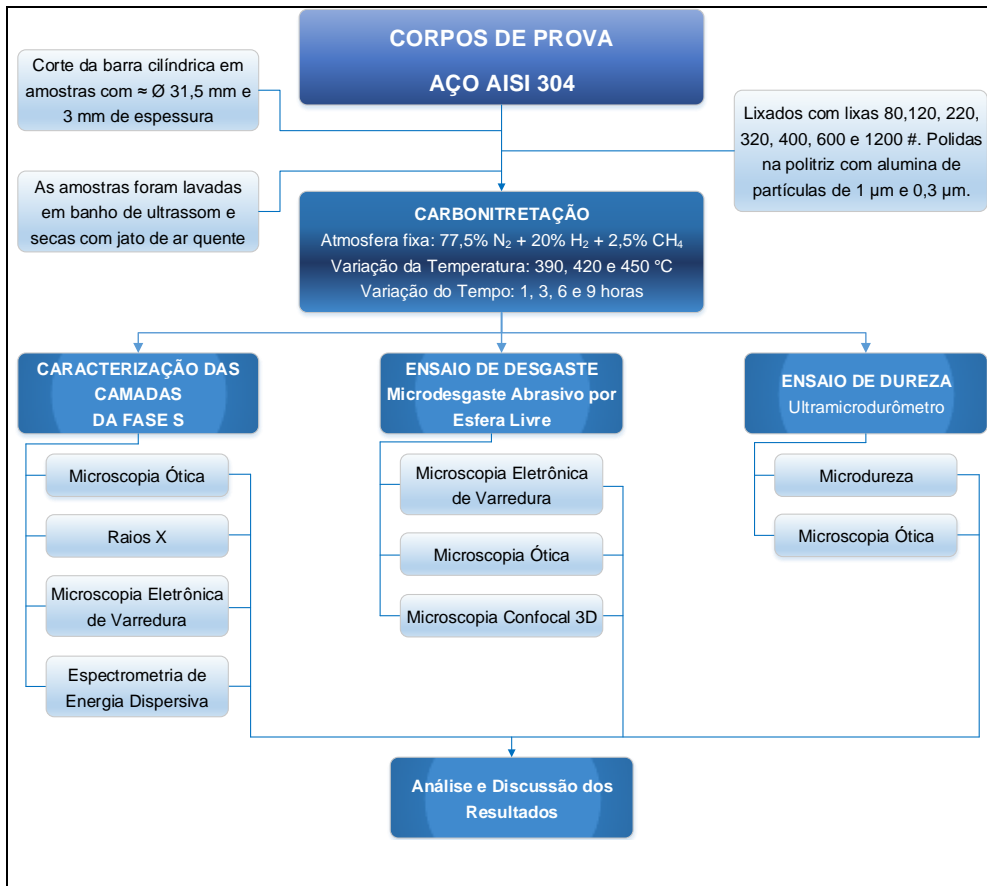 CORPOS DE PROVA
AÇO AISI 304
Corte da barra cilíndrica em
amostras com ≈ Ø 31,5 mm e
3 mm de espessura
Lixados com lixas 80,120, 220,
320, 400, 600 e 1200 #. Polidas
na politriz com alumina de
partículas de 1 µm e 0,3 µm.
As amostras foram lavadas
em banho de ultrassom e
secas com jato de ar quente
CARBONITRETAÇÃO
Atmosfera fixa: 77,5% N₂ + 20% H₂ + 2,5% CH₄
Variação da Temperatura: 390, 420 e 450 °C
Variação do Tempo: 1, 3, 6 e 9 horas
CARACTERIZAÇÃO DAS
CAMADAS
DA FASE S
Microscopia Ótica
Raios X
Microscopia Eletrônica
de Varredura
Espectrometria de
Energia Dispersiva
ENSAIO DE DESGASTE
Microdesgaste Abrasivo por
Esfera Livre
Microscopia Eletrônica
de Varredura
Microscopia Ótica
Microscopia Confocal 3D
ENSAIO DE DUREZA
Ultramicrodurômetro
Microdureza
Microscopia Ótica
Análise e Discussão dos
Resultados